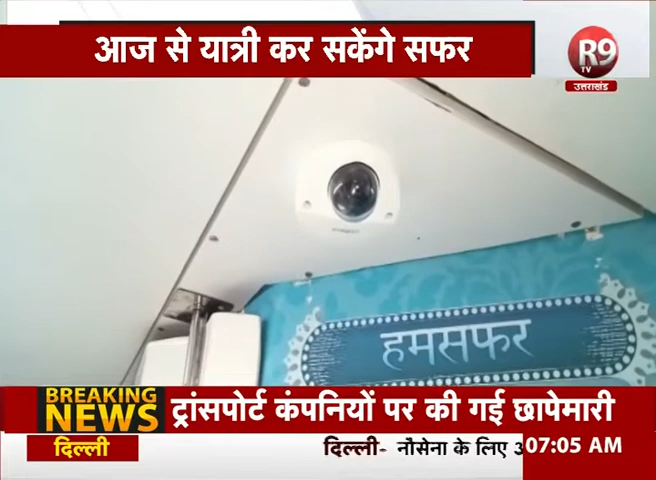 आज से यात्री कर सकेंगे सफर
R9
TV
उत्तराखंड
हमसफर
BREAKING
NEWS
ट्रांसपोर्ट कंपनियों पर की गई छापेमारी
दिल्ली
दिल्ली- नौसेना के लिए
07:05 AM